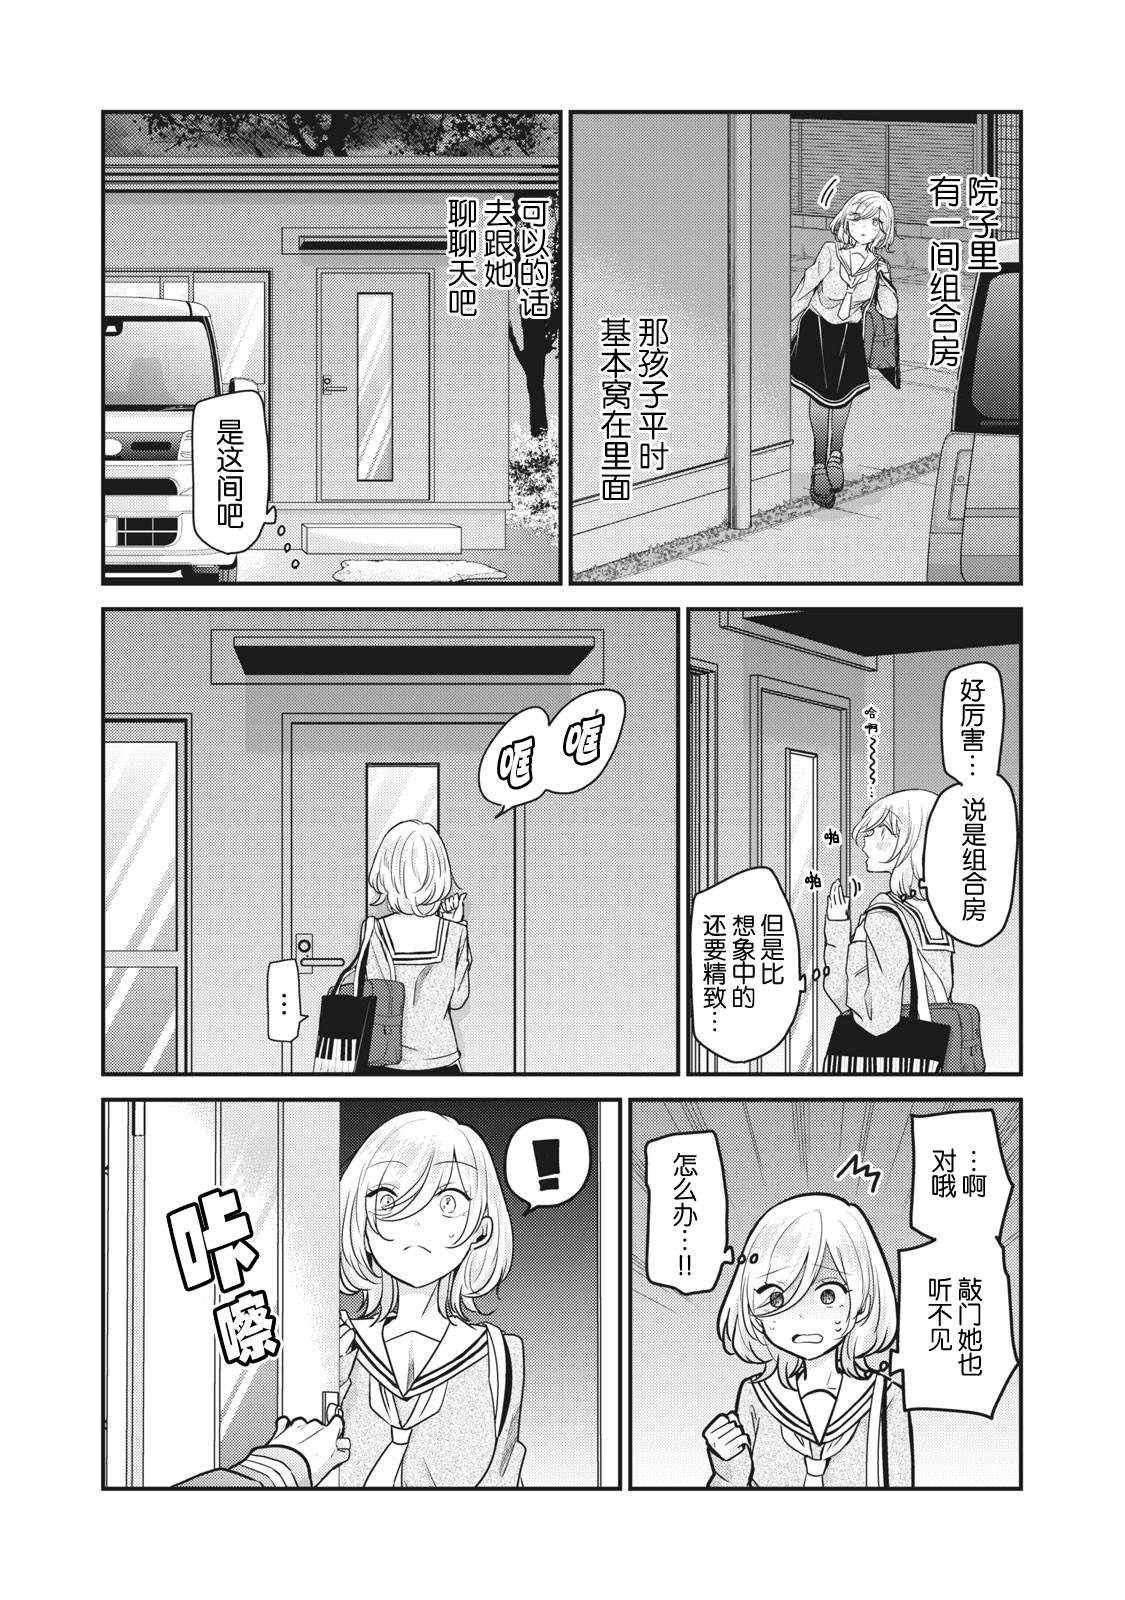 院子里
有一间组合房
那孩子平时
基本窝在里面
可以的话
去跟她
聊聊天吧
是这间吧
好厉害…
说是组合房
哈啊~~~~…
啪
啪
但是比
想象中的
还要精致…
哐
哐
…
…啊
对哦
敲门她也
听不见
怎么办…!!
!
咔
嚓